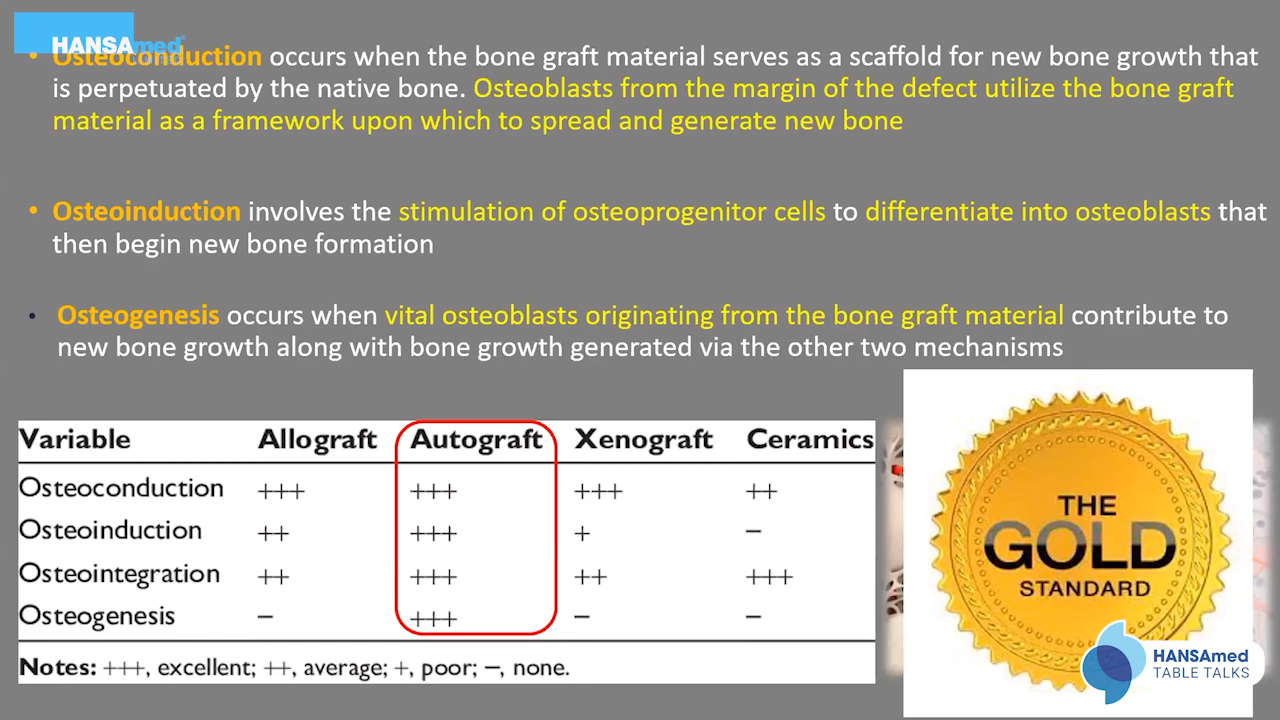 HANSAmed®
• Osteoconduction occurs when the bone graft material serves as a scaffold for new bone growth that
is perpetuated by the native bone. Osteoblasts from the margin of the defect utilize the bone graft
material as a framework upon which to spread and generate new bone
• Osteoinduction involves the stimulation of osteoprogenitor cells to differentiate into osteoblasts that
then begin new bone formation
• Osteogenesis occurs when vital osteoblasts originating from the bone graft material contribute to
new bone growth along with bone growth generated via the other two mechanisms
Variable Allograft Autograft Xenograft Ceramics
Osteoconduction +++ +++ +++ ++
Osteoinduction ++ +++ + –
Osteointegration ++ +++ ++ +++
Osteogenesis – +++ – –
Notes: +++, excellent; ++, average; +, poor; –, none.
THE
GOLD
STANDARD
HANSAmed
TABLE TALKS